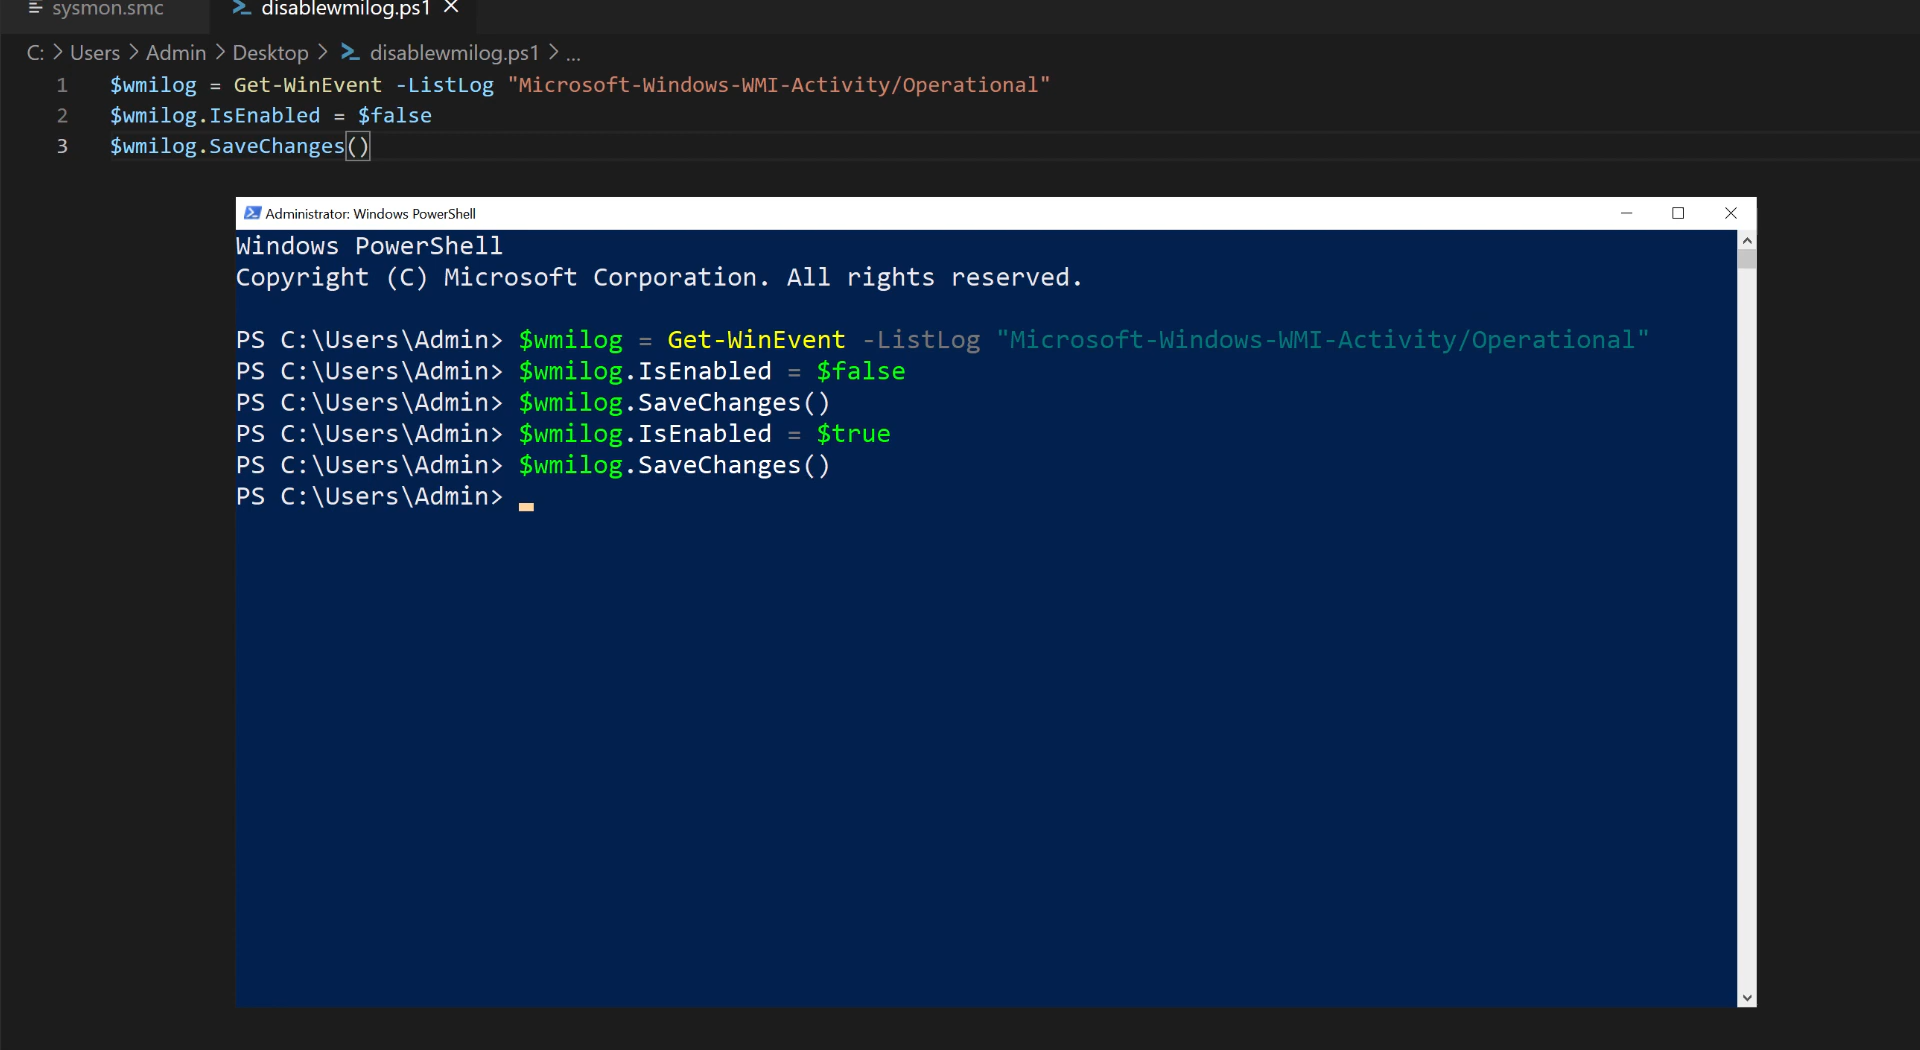 sysmon.smc
disablewmilog.ps1
C: > Users > Admin > Desktop > disablewmilog.ps1 > ...
1 $wmilog = Get-WinEvent -ListLog "Microsoft-Windows-WMI-Activity/Operational"
2 $wmilog.IsEnabled = $false
3 $wmilog.SaveChanges()
Administrator: Windows PowerShell
Windows PowerShell
Copyright (C) Microsoft Corporation. All rights reserved.
PS C:\Users\Admin> $wmilog = Get-WinEvent -ListLog "Microsoft-Windows-WMI-Activity/Operational"
PS C:\Users\Admin> $wmilog.IsEnabled = $false
PS C:\Users\Admin> $wmilog.SaveChanges()
PS C:\Users\Admin> $wmilog.IsEnabled = $true
PS C:\Users\Admin> $wmilog.SaveChanges()
PS C:\Users\Admin>